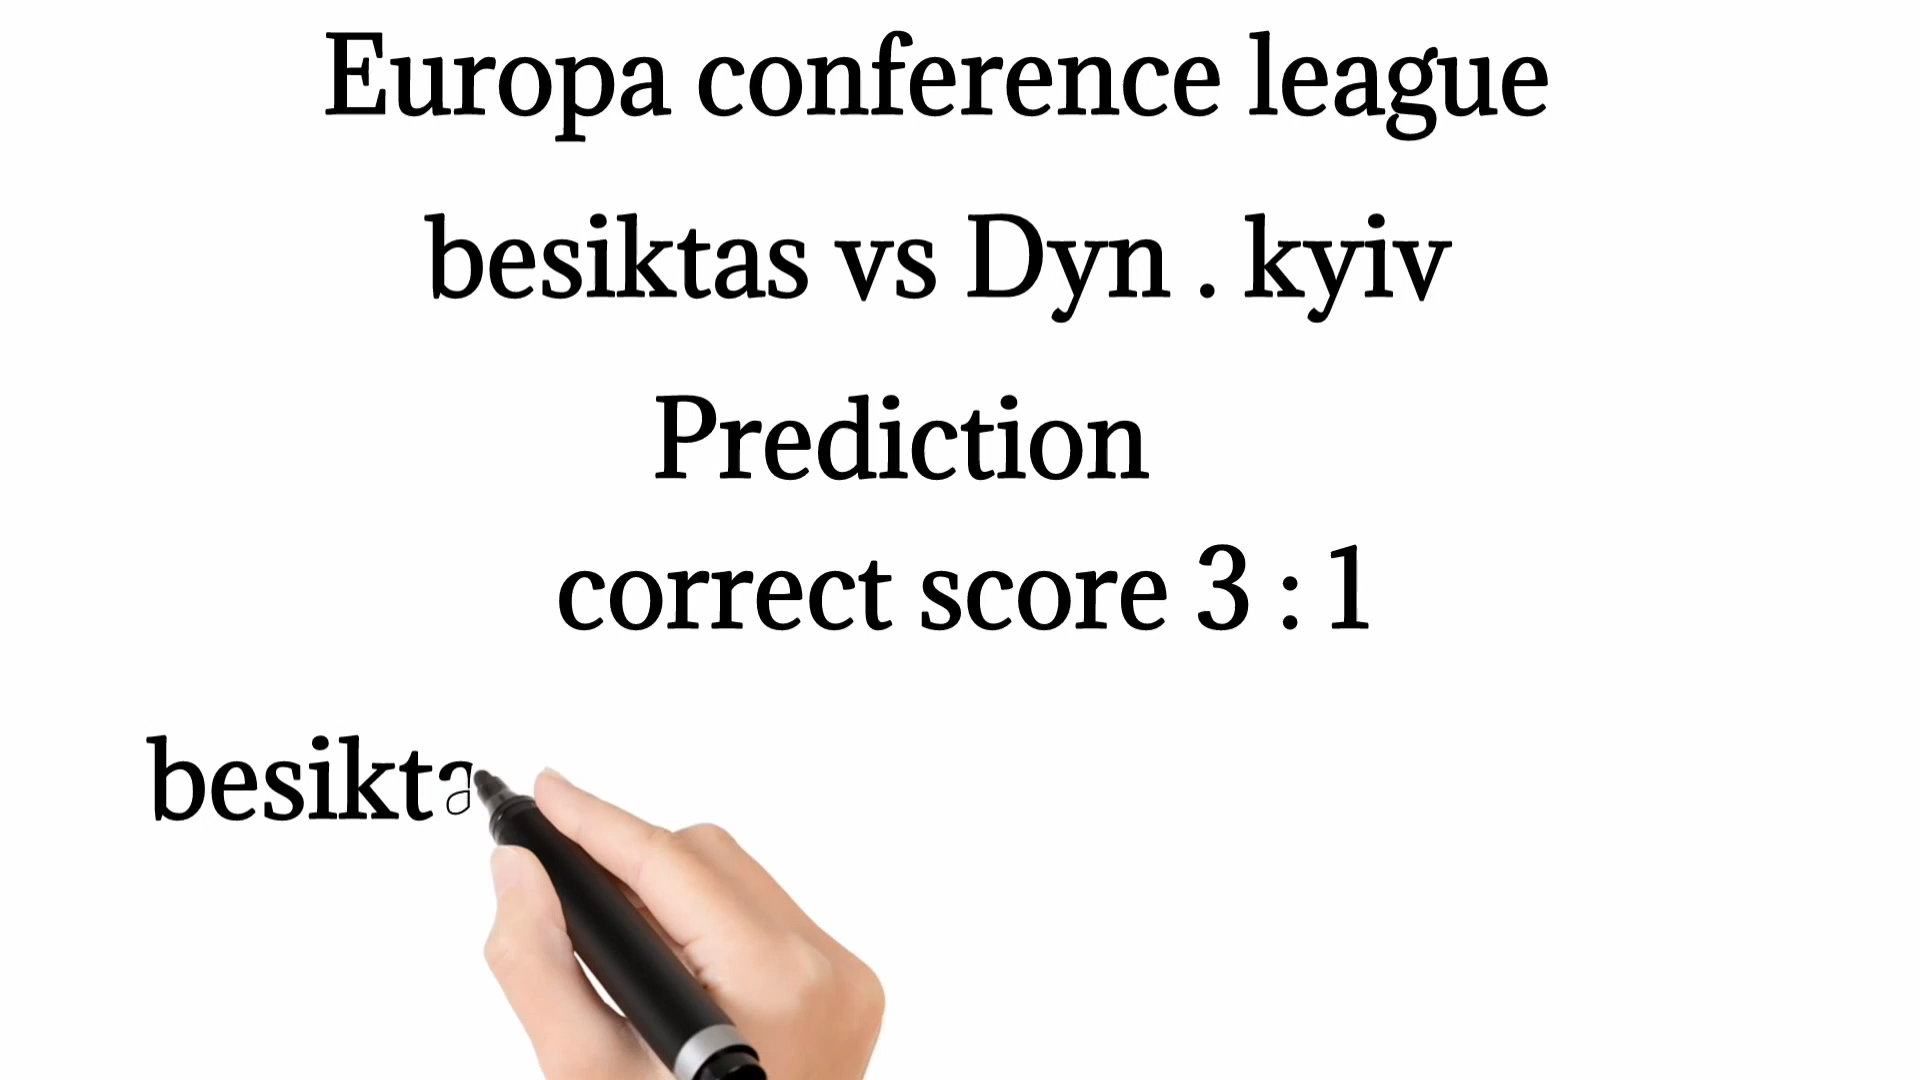 Europa conference league
besiktas vs Dyn . kyiv
Prediction
correct score 3 : 1
besikta